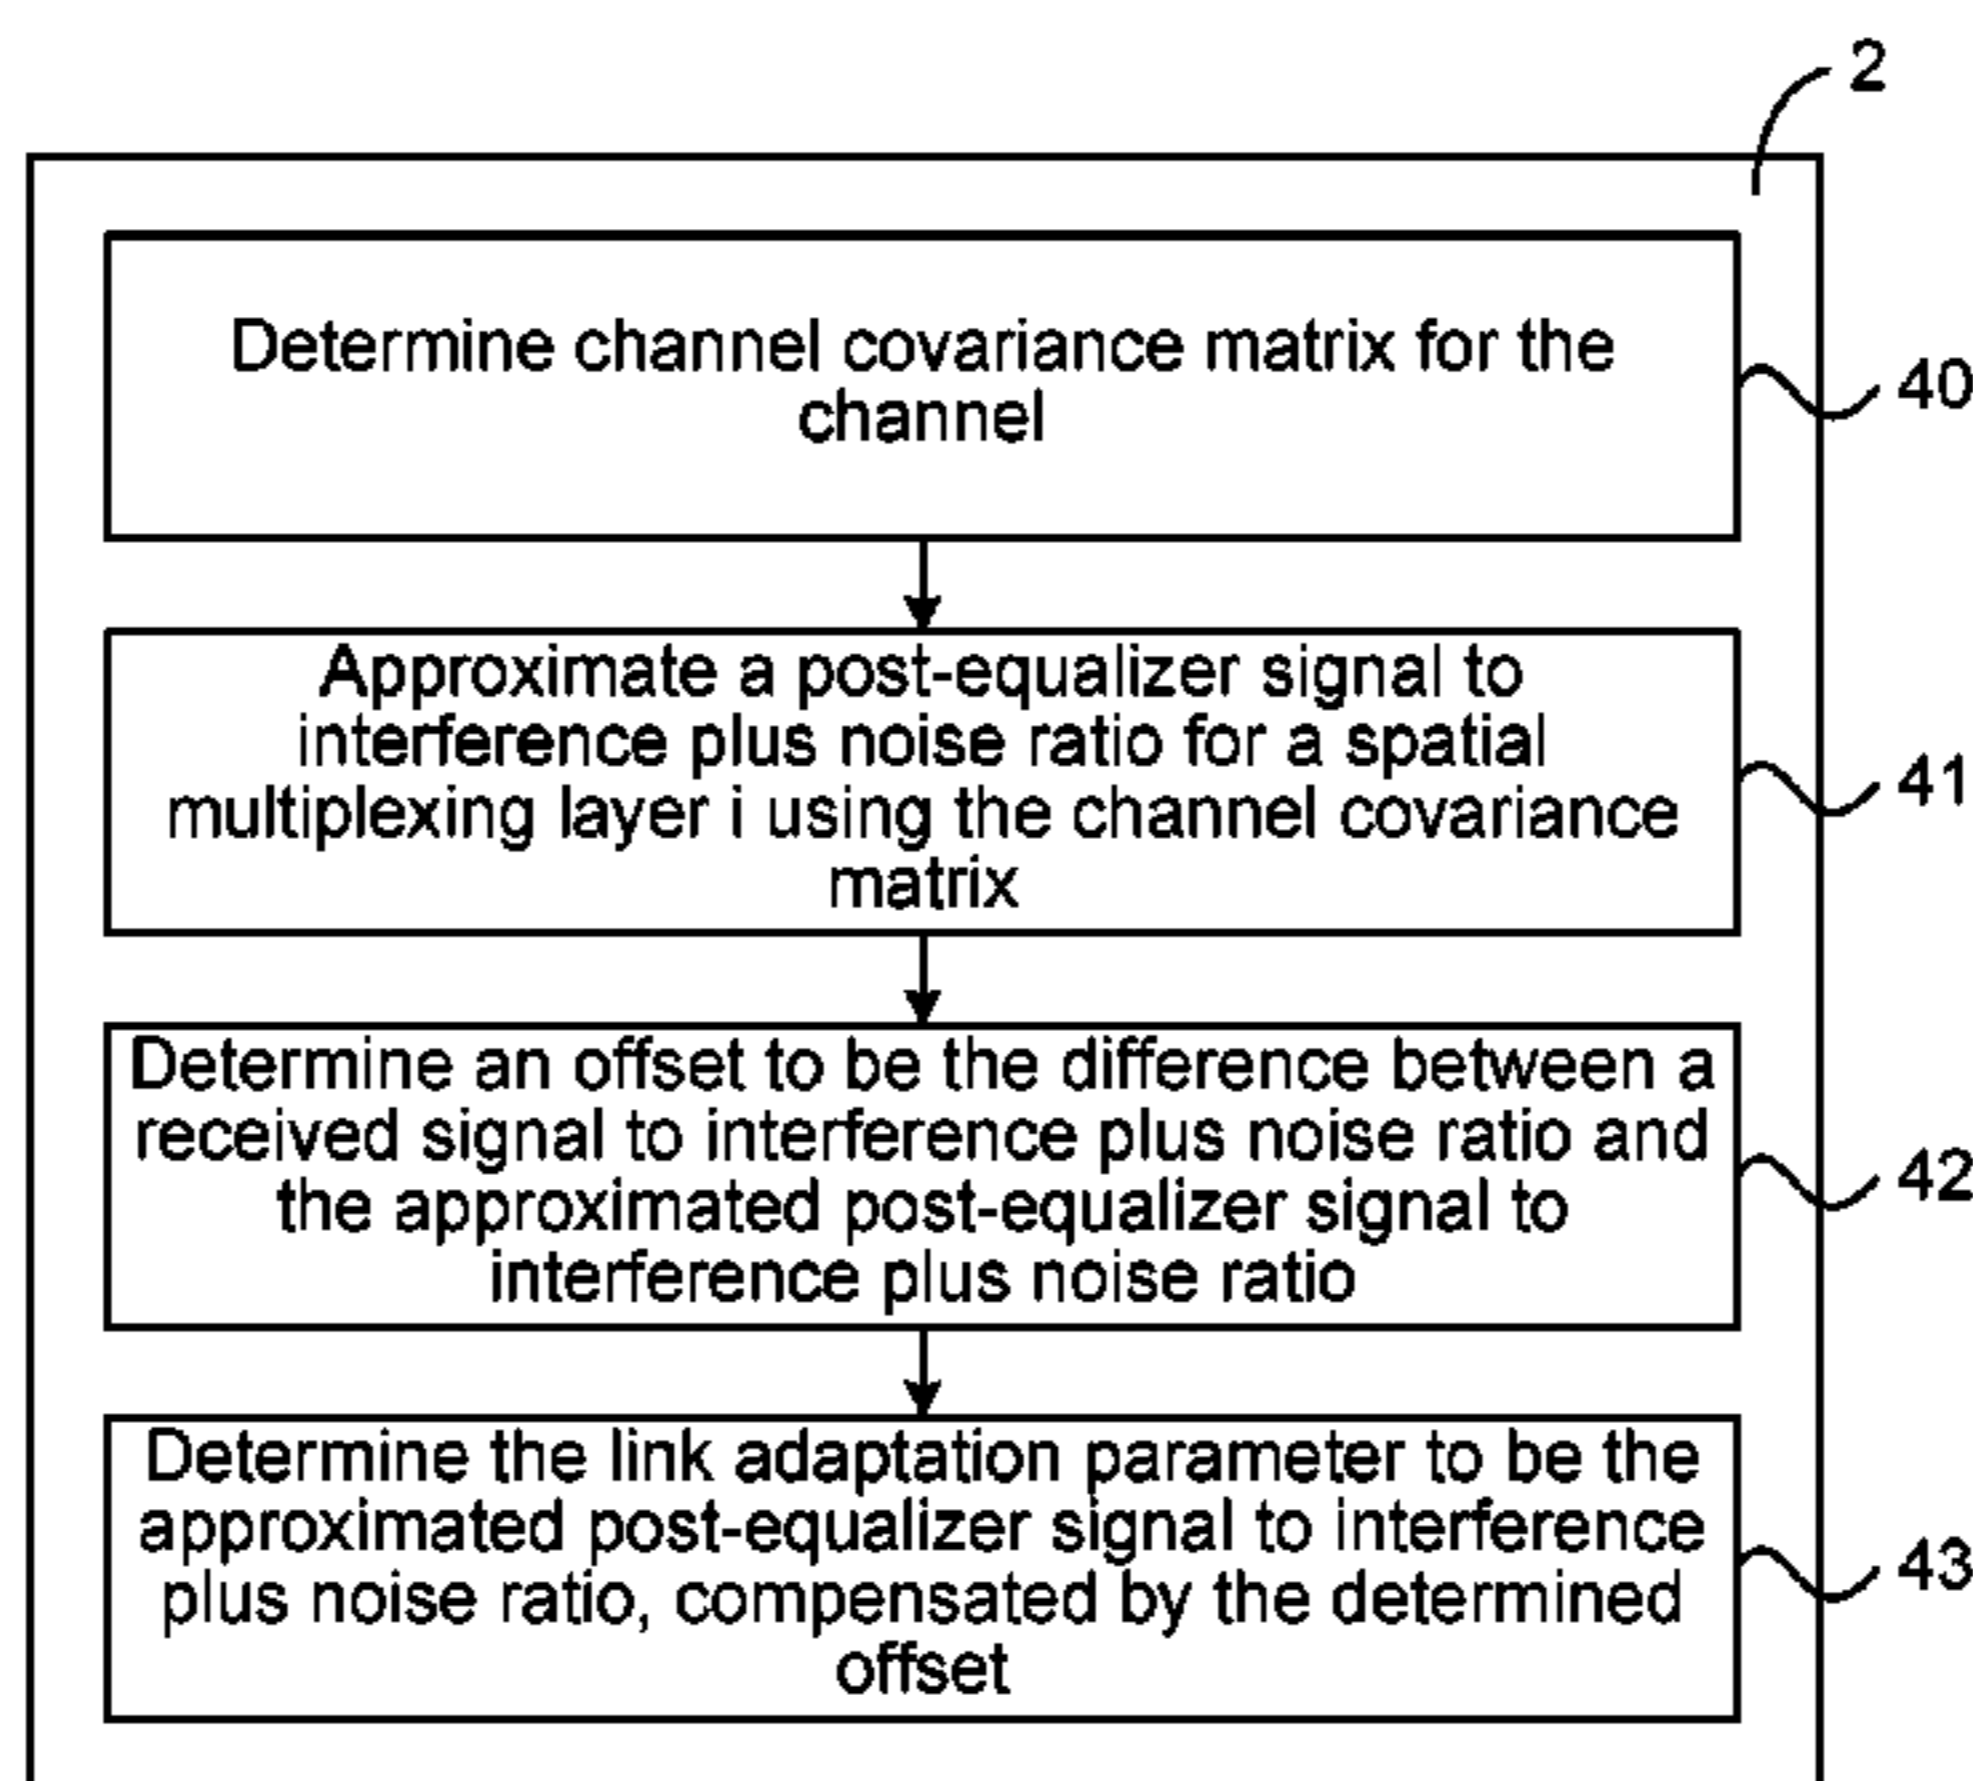 2
Determine channel covariance matrix for the
channel
40
Approximate a post-equalizer signal to
interference plus noise ratio for a spatial
multiplexing layer i using the channel covariance
matrix
41
Determine an offset to be the difference between a
received signal to interference plus noise ratio and
the approximated post-equalizer signal to
interference plus noise ratio
42
Determine the link adaptation parameter to be the
approximated post-equalizer signal to interference
plus noise ratio, compensated by the determined
offset
43